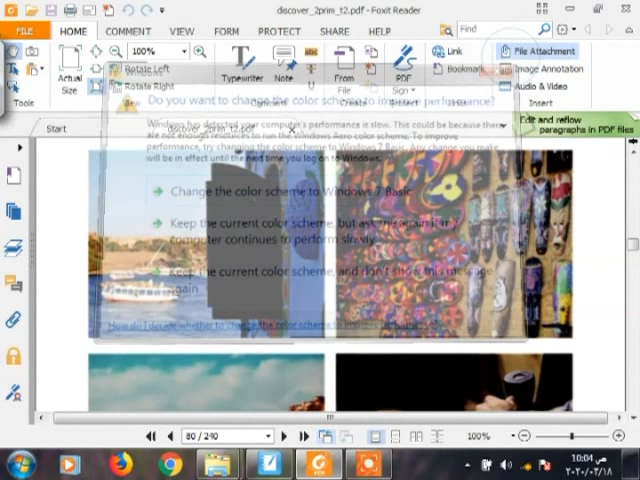 discover_2prim_t2.pdf - Foxit Reader
FILE
HOME
COMMENT
VIEW
FORM
PROTECT
SHARE
HELP
Find
100%
Link
File Attachment
Rotate Left
Bookmark
Image Annotation
Rotate Right
Audio & Video
Actual
Size
Typewriter
Note
From
File
PDF
Sign
Tools
Create
Insert
Windows
Do you want to change the color scheme to improve performance?
Windows has detected your computer's performance is slow. This could be because there
are not enough resources to run the Windows Aero color scheme. To improve
performance, try changing the color scheme to Windows 7 Basic. Any change you make
will be in effect until the next time you log on to Windows.
Change the color scheme to Windows 7 Basic
Keep the current color scheme, but ask me again if my
computer continues to perform slowly
Keep the current color scheme, and don't show this message
again
How do I decide whether to change the color scheme to improve performance?
Start
discover_2prim_t2.pdf
Edit and reflow
paragraphs in PDF files
80 / 240
100%
10:04 ص
٢٠٢٠/٠٣/١٨